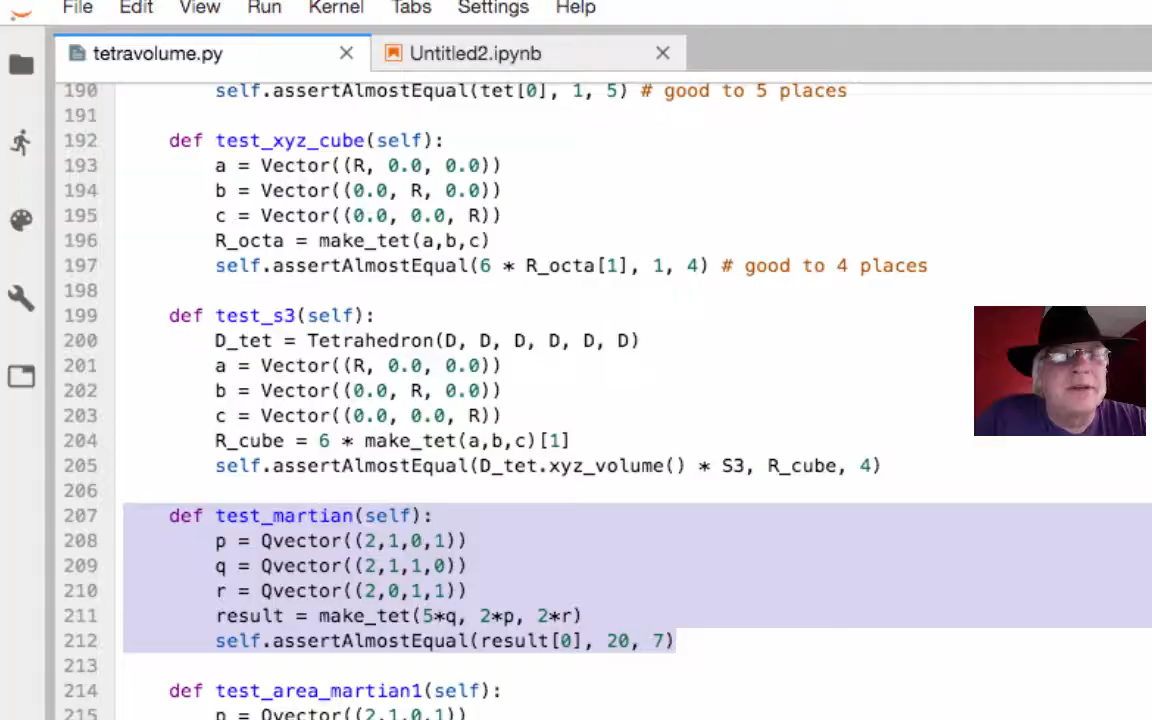 File Edit View Run Kernel Tabs Settings Help
tetravolume.py Untitled2.ipynb
190 self.assertAlmostEqual(tet[0], 1, 5) # good to 5 places
191
192 def test_xyz_cube(self):
193 a = Vector((R, 0.0, 0.0))
194 b = Vector((0.0, R, 0.0))
195 c = Vector((0.0, 0.0, R))
196 R_octa = make_tet(a,b,c)
197 self.assertAlmostEqual(6 * R_octa[1], 1, 4) # good to 4 places
198
199 def test_s3(self):
200 D_tet = Tetrahedron(D, D, D, D, D, D)
201 a = Vector((R, 0.0, 0.0))
202 b = Vector((0.0, R, 0.0))
203 c = Vector((0.0, 0.0, R))
204 R_cube = 6 * make_tet(a,b,c)[1]
205 self.assertAlmostEqual(D_tet.xyz_volume() * S3, R_cube, 4)
206
207 def test_martian(self):
208 p = Qvector((2,1,0,1))
209 q = Qvector((2,1,1,0))
210 r = Qvector((2,0,1,1))
211 result = make_tet(5*q, 2*p, 2*r)
212 self.assertAlmostEqual(result[0], 20, 7)
213
214 def test_area_martian1(self):
215 p = Qvector((2,1,0,1))